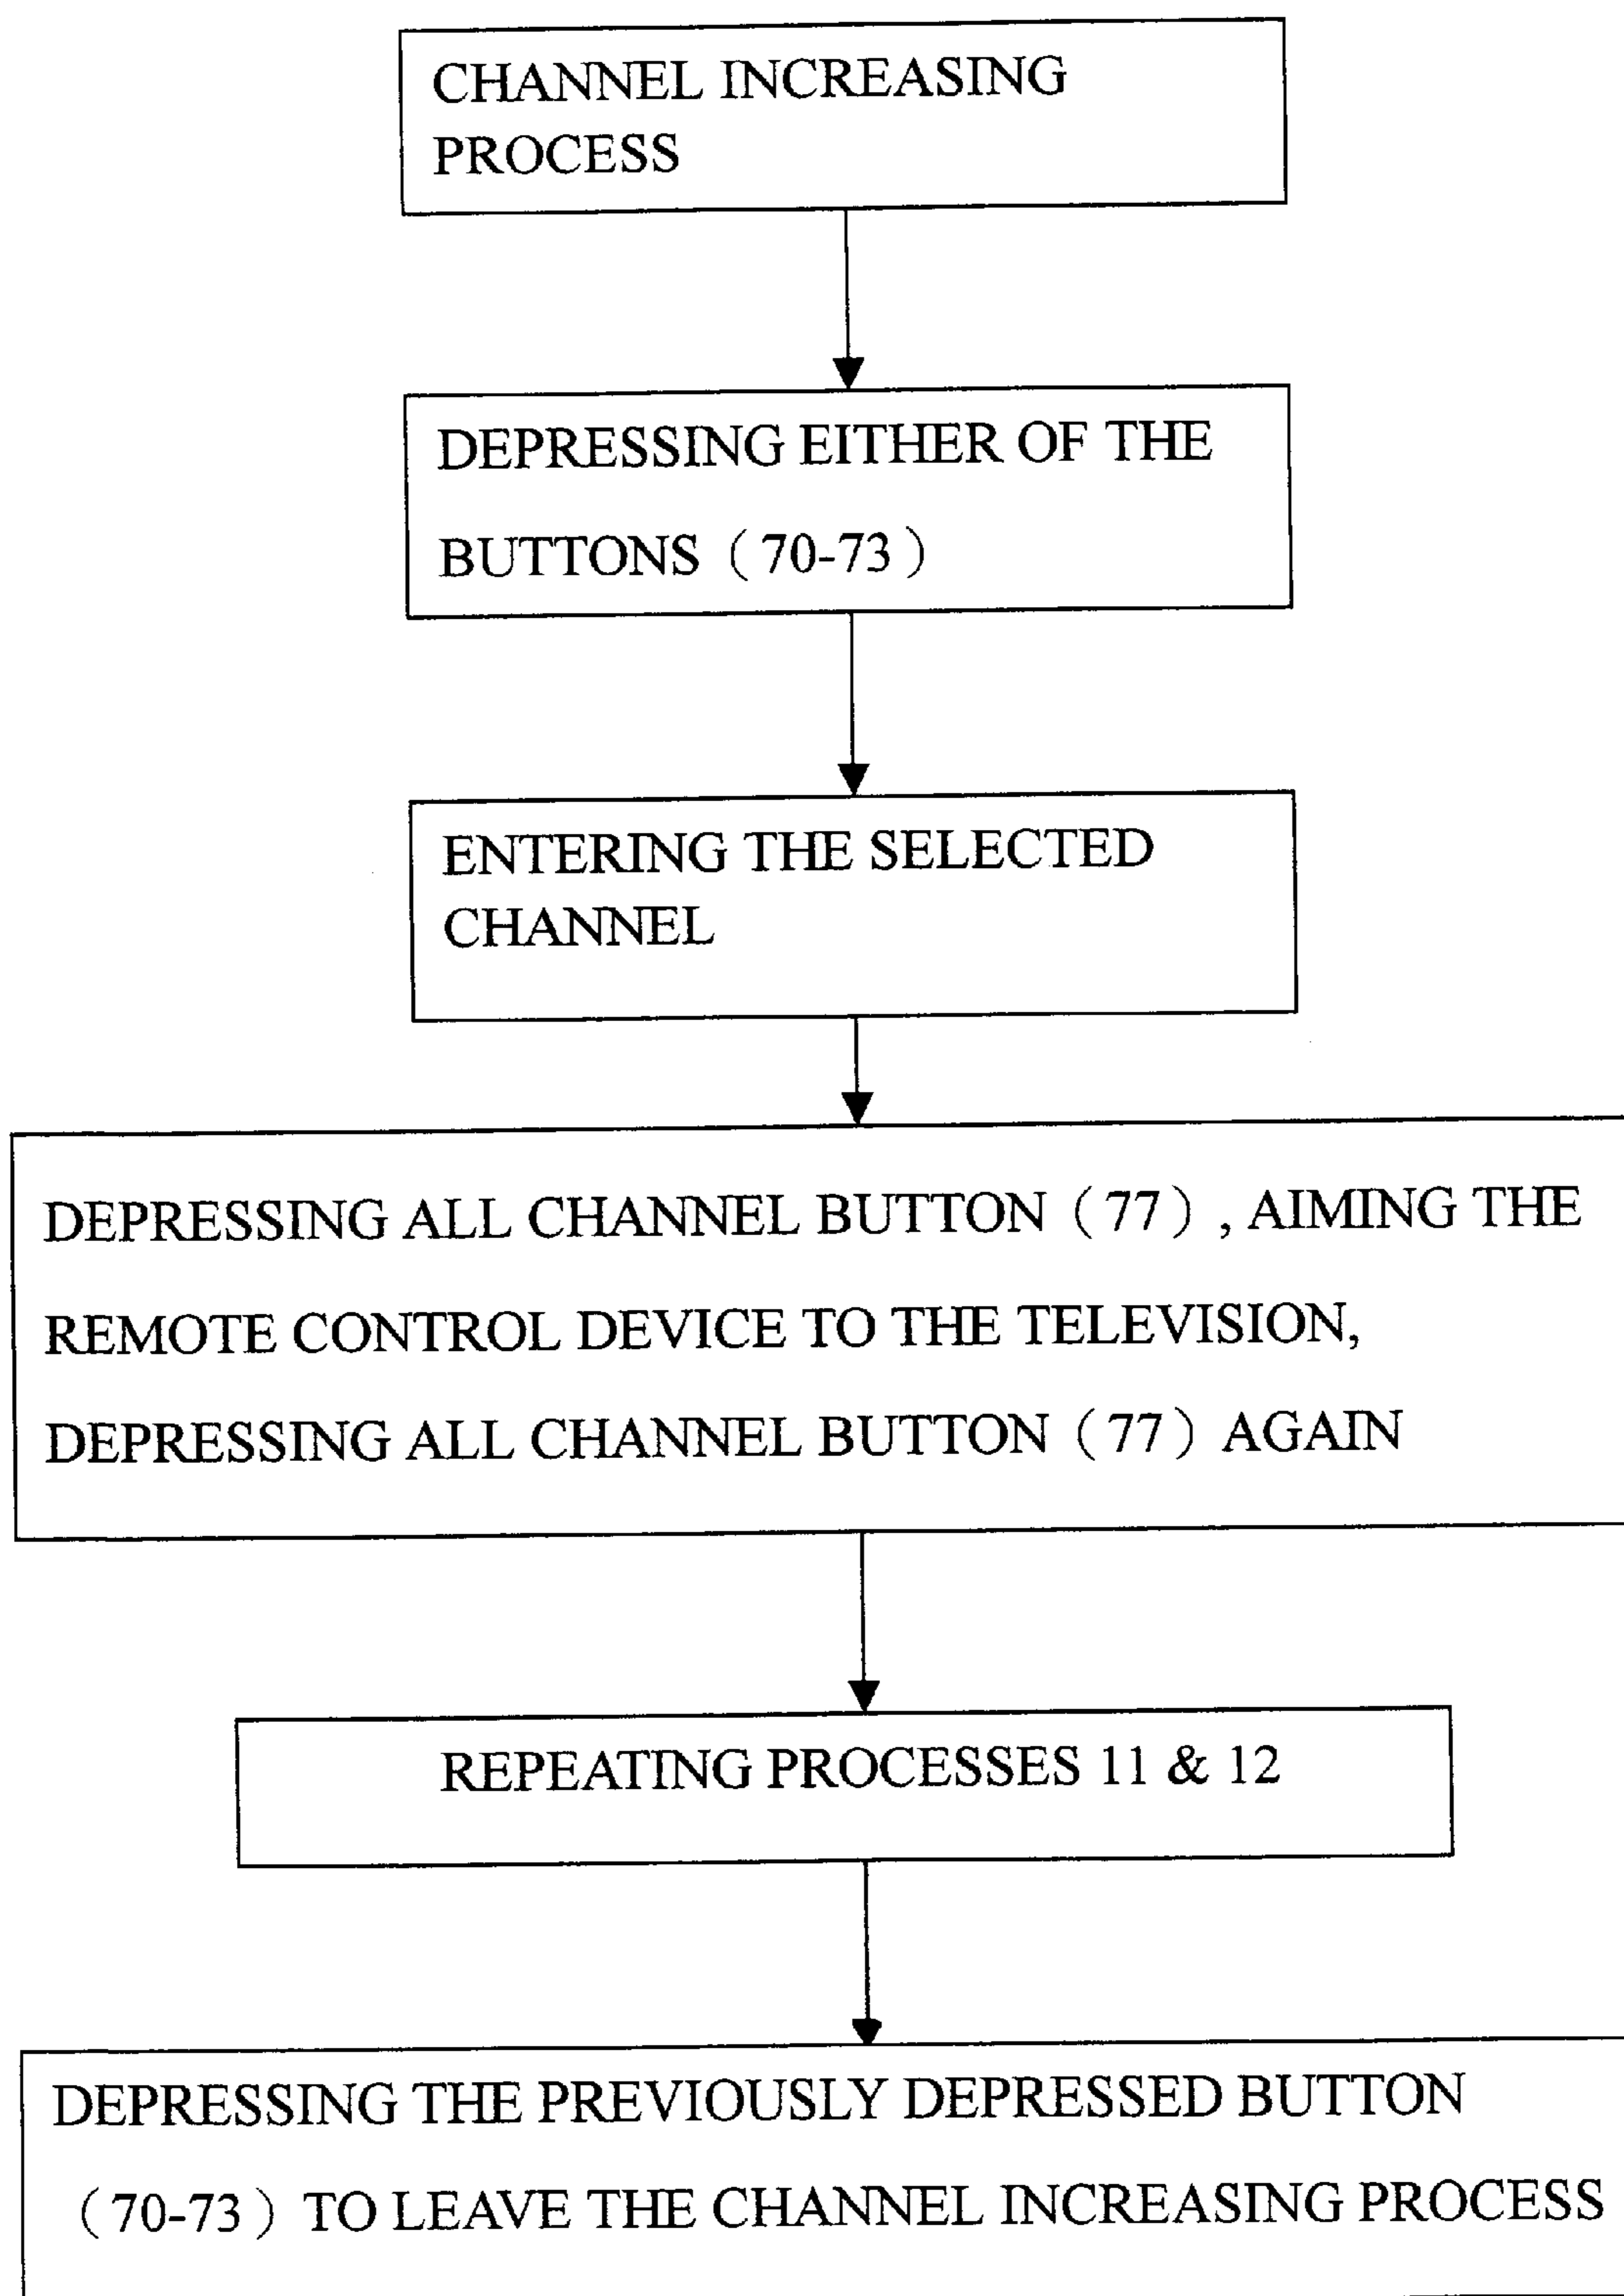 CHANNEL INCREASING
PROCESS
DEPRESSING EITHER OF THE
BUTTONS（70-73）
ENTERING THE SELECTED
CHANNEL
DEPRESSING ALL CHANNEL BUTTON（77）, AIMING THE
REMOTE CONTROL DEVICE TO THE TELEVISION,
DEPRESSING ALL CHANNEL BUTTON（77）AGAIN
REPEATING PROCESSES 11 & 12
DEPRESSING THE PREVIOUSLY DEPRESSED BUTTON
（70-73）TO LEAVE THE CHANNEL INCREASING PROCESS